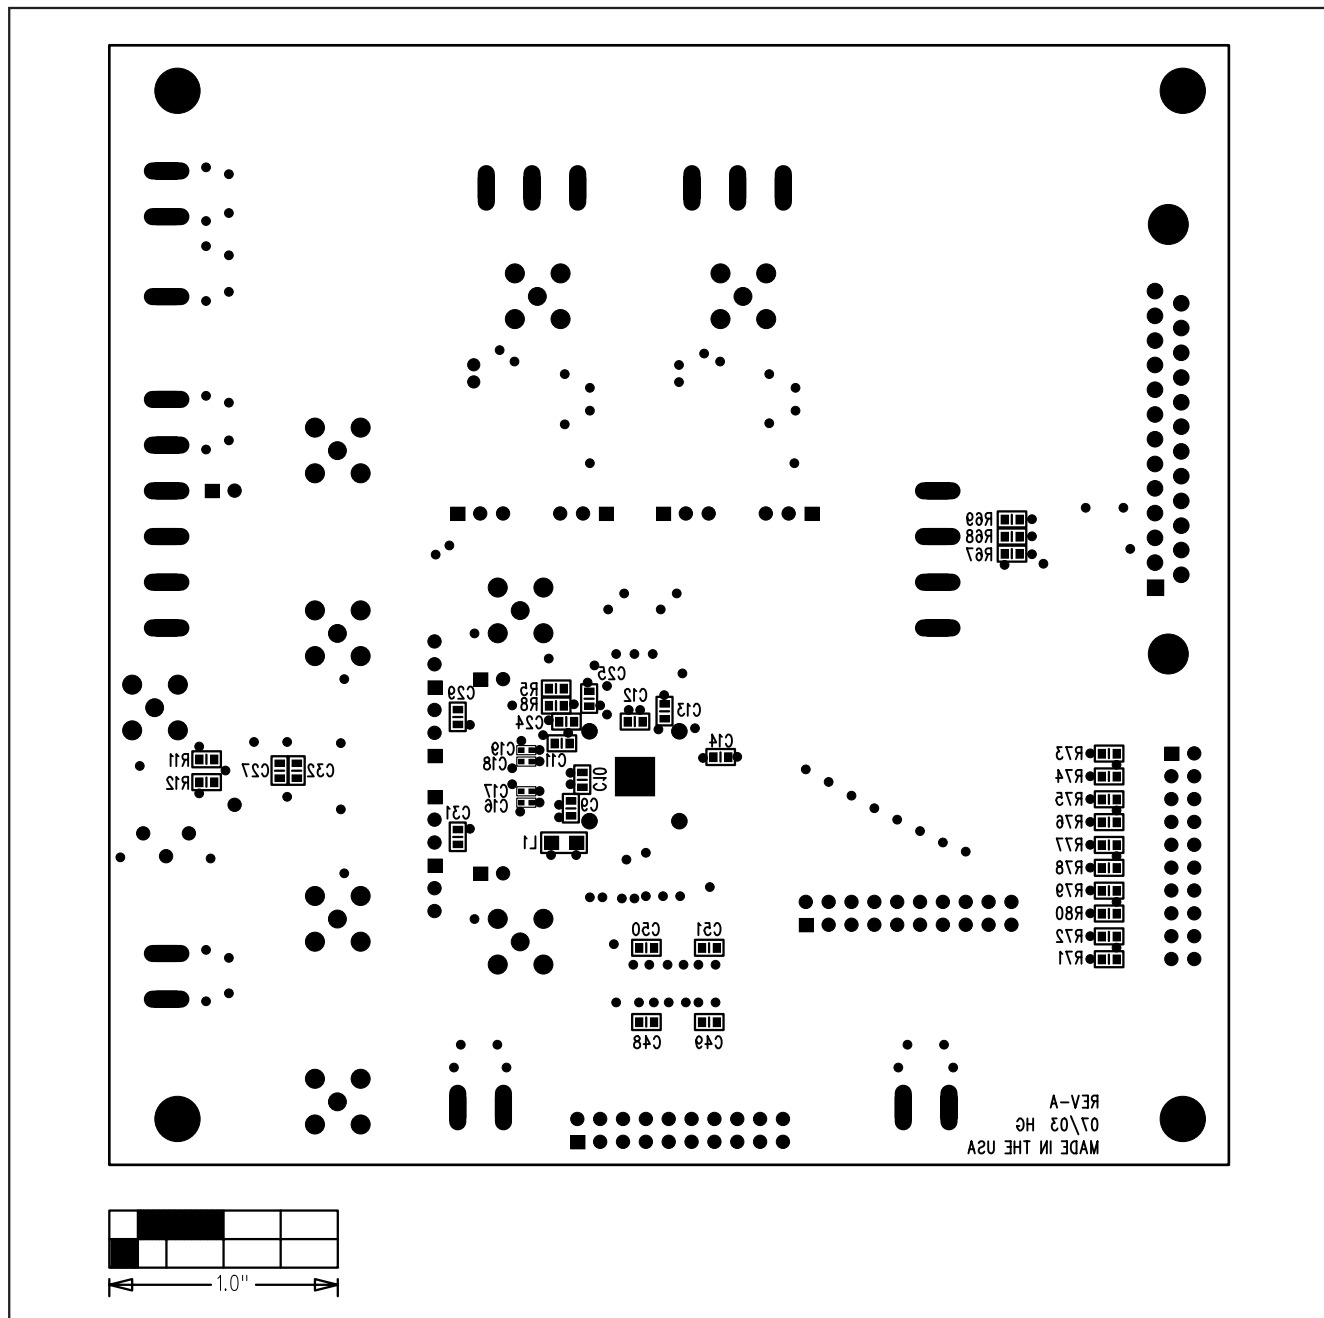 R69
R68
R67
C25
R5
C29
C12
R8
C13
C24
C14
C19
C11
R11
C18
R73
C27
C32
C10
R12
R74
C17
R75
C16
C9
C31
R76
L1
R77
R78
R79
R80
C50
C51
R72
R71
C48
C49
REV-A
07/03 HG
MADE IN THE USA
1.0"